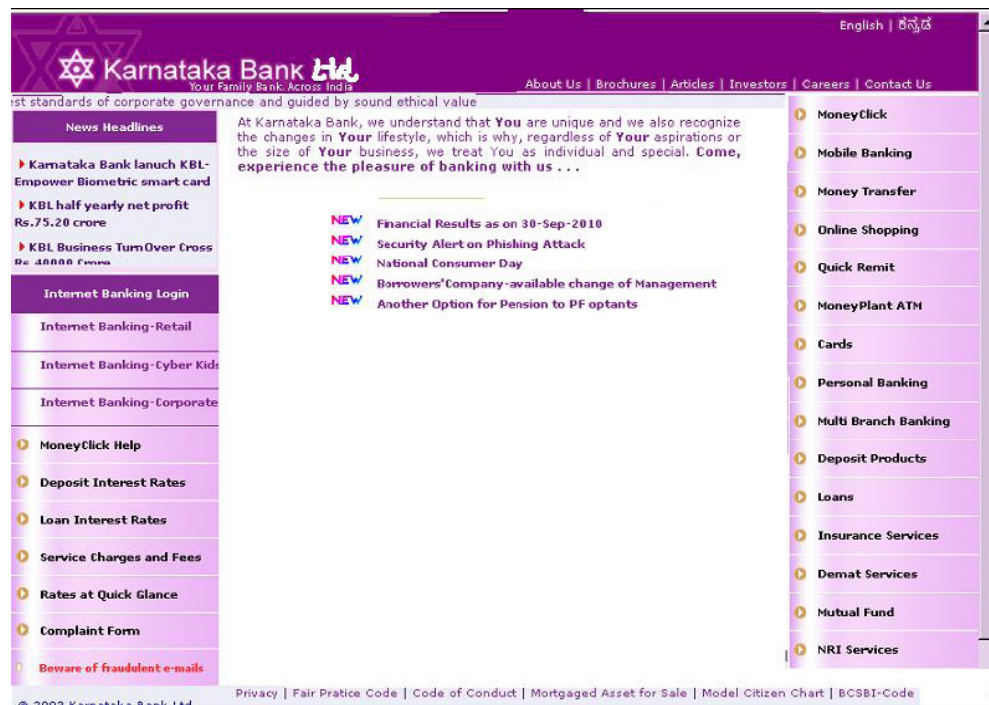 English | ಕನ್ನಡ
Karnataka Bank Ltd.
Your Family Bank. Across India
About Us | Brochures | Articles | Investors | Careers | Contact Us
est standards of corporate governance and guided by sound ethical value
News Headlines
Karnataka Bank lanuch KBL-
Empower Biometric smart card
KBL half yearly net profit
Rs.75.20 crore
KBL Business TurnOver Cross
Rs 40000 Crore
Internet Banking Login
Internet Banking-Retail
Internet Banking-Cyber Kids
Internet Banking-Corporate
MoneyClick Help
Deposit Interest Rates
Loan Interest Rates
Service Charges and Fees
Rates at Quick Glance
Complaint Form
Beware of fraudulent e-mails
At Karnataka Bank, we understand that You are unique and we also recognize
the changes in Your lifestyle, which is why, regardless of Your aspirations or
the size of Your business, we treat You as individual and special. Come,
experience the pleasure of banking with us . . .
NEW Financial Results as on 30-Sep-2010
NEW Security Alert on Phishing Attack
NEW National Consumer Day
NEW Borrowers'Company-available change of Management
NEW Another Option for Pension to PF optants
MoneyClick
Mobile Banking
Money Transfer
Online Shopping
Quick Remit
MoneyPlant ATM
Cards
Personal Banking
Multi Branch Banking
Deposit Products
Loans
Insurance Services
Demat Services
Mutual Fund
NRI Services
Privacy | Fair Pratice Code | Code of Conduct | Mortgaged Asset for Sale | Model Citizen Chart | BCSBI-Code
Karnataka Bank Ltd